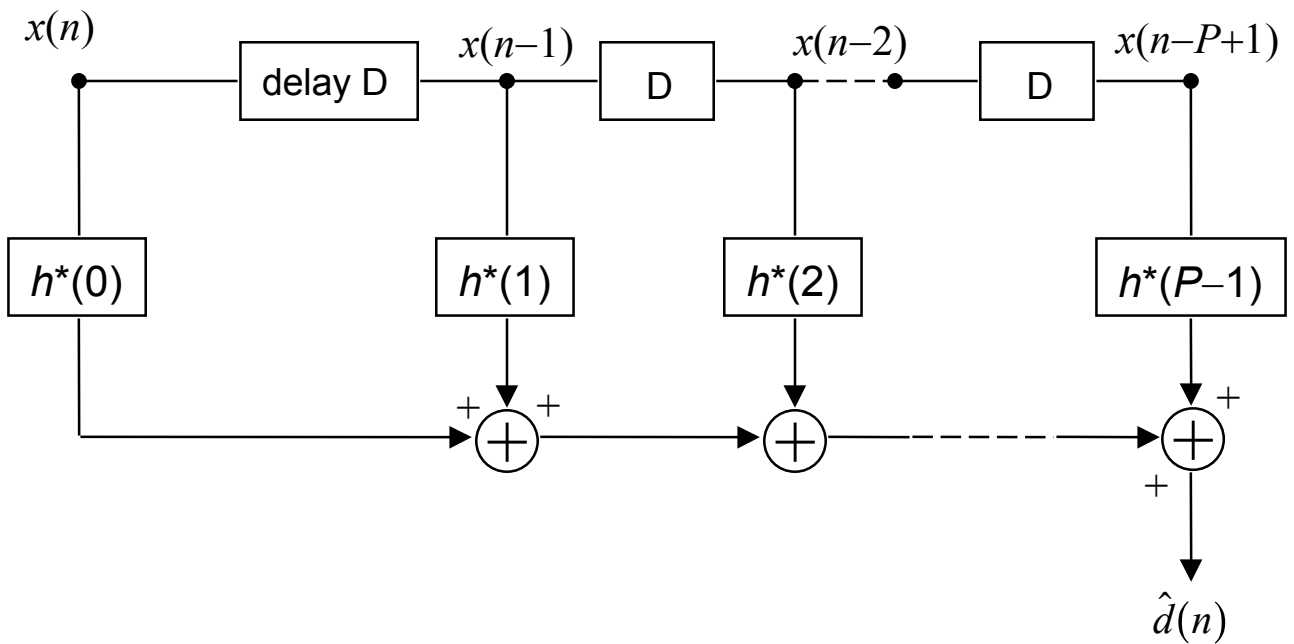 x(n) x(n–1) x(n–2) x(n–P+1)
delay D D D
h*(0) h*(1) h*(2) h*(P–1)
+ + +
+ + +
+
d̂(n)